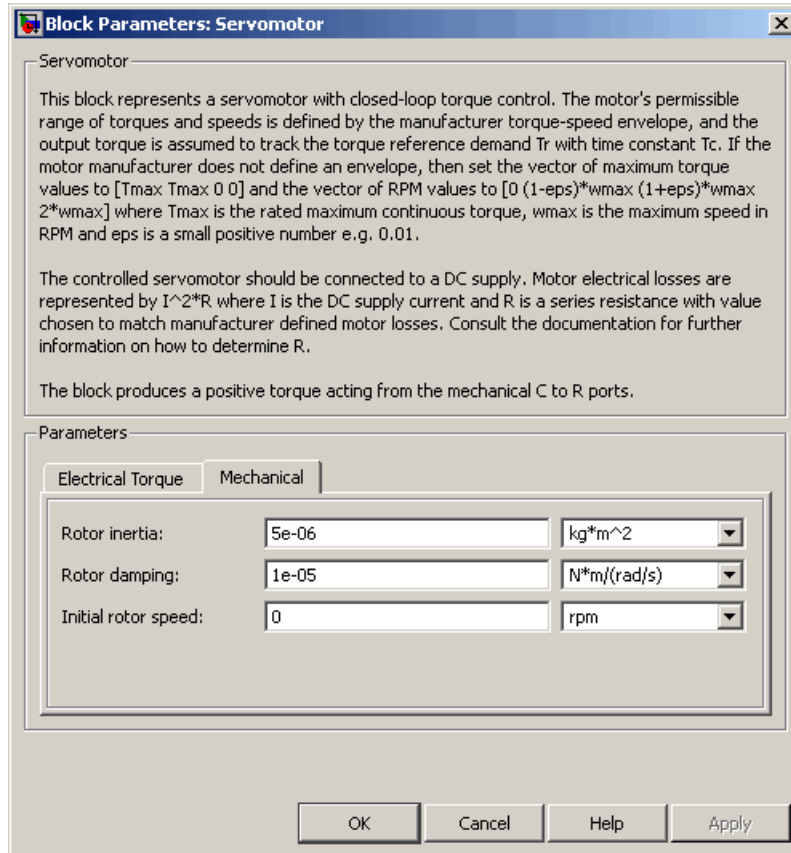 Block Parameters: Servomotor
Servomotor
This block represents a servomotor with closed-loop torque control. The motor's permissible
range of torques and speeds is defined by the manufacturer torque-speed envelope, and the
output torque is assumed to track the torque reference demand Tr with time constant Tc. If the
motor manufacturer does not define an envelope, then set the vector of maximum torque
values to [Tmax Tmax 0 0] and the vector of RPM values to [0 (1-eps)*wmax (1+eps)*wmax
2*wmax] where Tmax is the rated maximum continuous torque, wmax is the maximum speed in
RPM and eps is a small positive number e.g. 0.01.
The controlled servomotor should be connected to a DC supply. Motor electrical losses are
represented by I^2*R where I is the DC supply current and R is a series resistance with value
chosen to match manufacturer defined motor losses. Consult the documentation for further
information on how to determine R.
The block produces a positive torque acting from the mechanical C to R ports.
Parameters
Electrical Torque Mechanical
Rotor inertia: 5e-06 kg*m^2
Rotor damping: 1e-05 N*m/(rad/s)
Initial rotor speed: 0 rpm
OK Cancel Help Apply